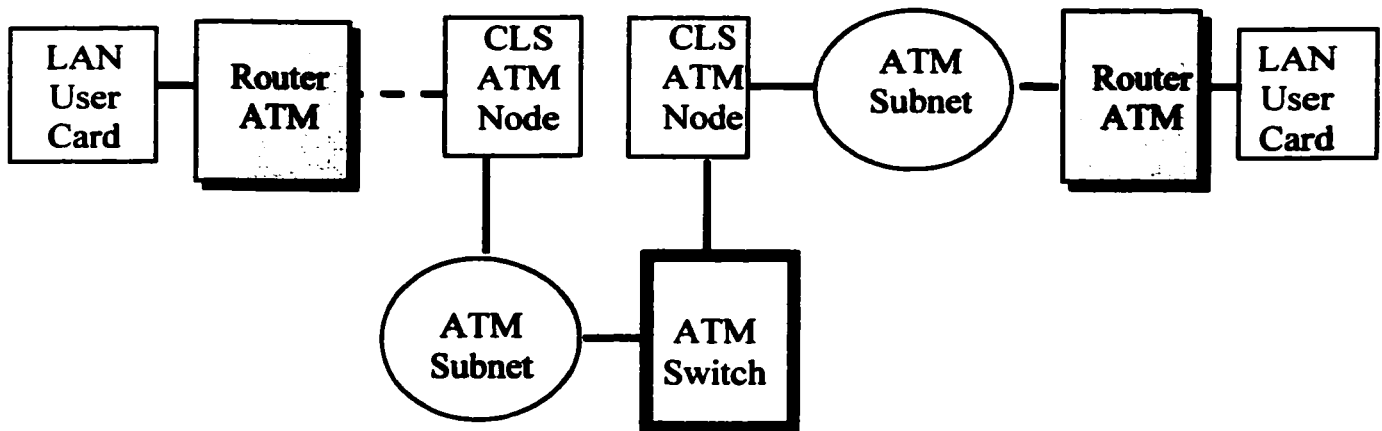 LAN
User
Card
Router
ATM
CLS
ATM
Node
CLS
ATM
Node
ATM
Subnet
Router
ATM
LAN
User
Card
ATM
Subnet
ATM
Switch